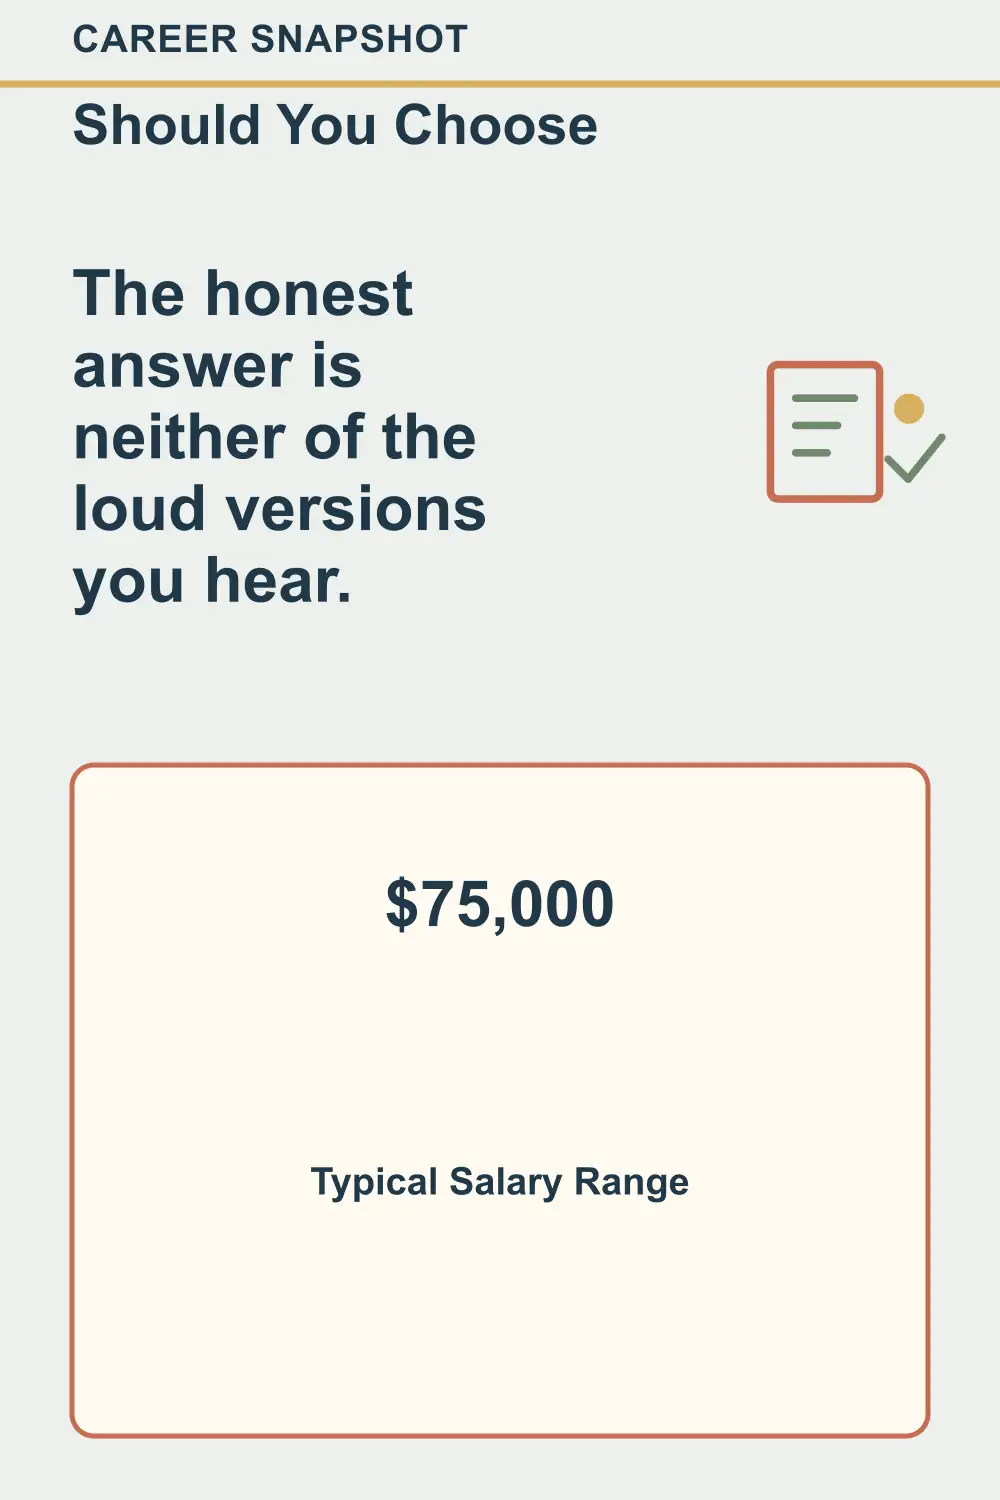 CAREER SNAPSHOT
Should You Choose
The honest
answer is
neither of the
loud versions
you hear.
$75,000
Typical Salary Range